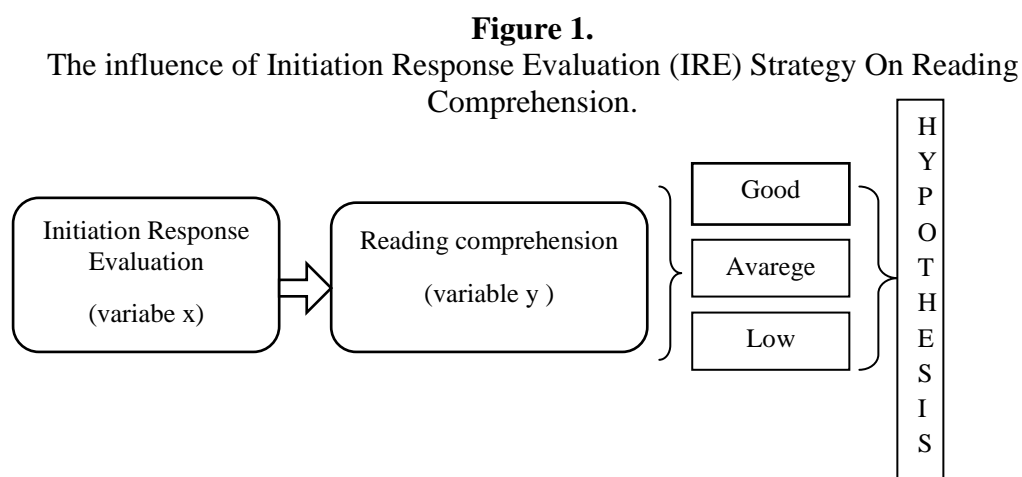 Figure 1.
The influence of Initiation Response Evaluation (IRE) Strategy On Reading
Comprehension.
Initiation Response
Evaluation
(variabe x)
Reading comprehension
(variable y )
Good
Avarege
Low
H
Y
P
O
T
H
E
S
I
S